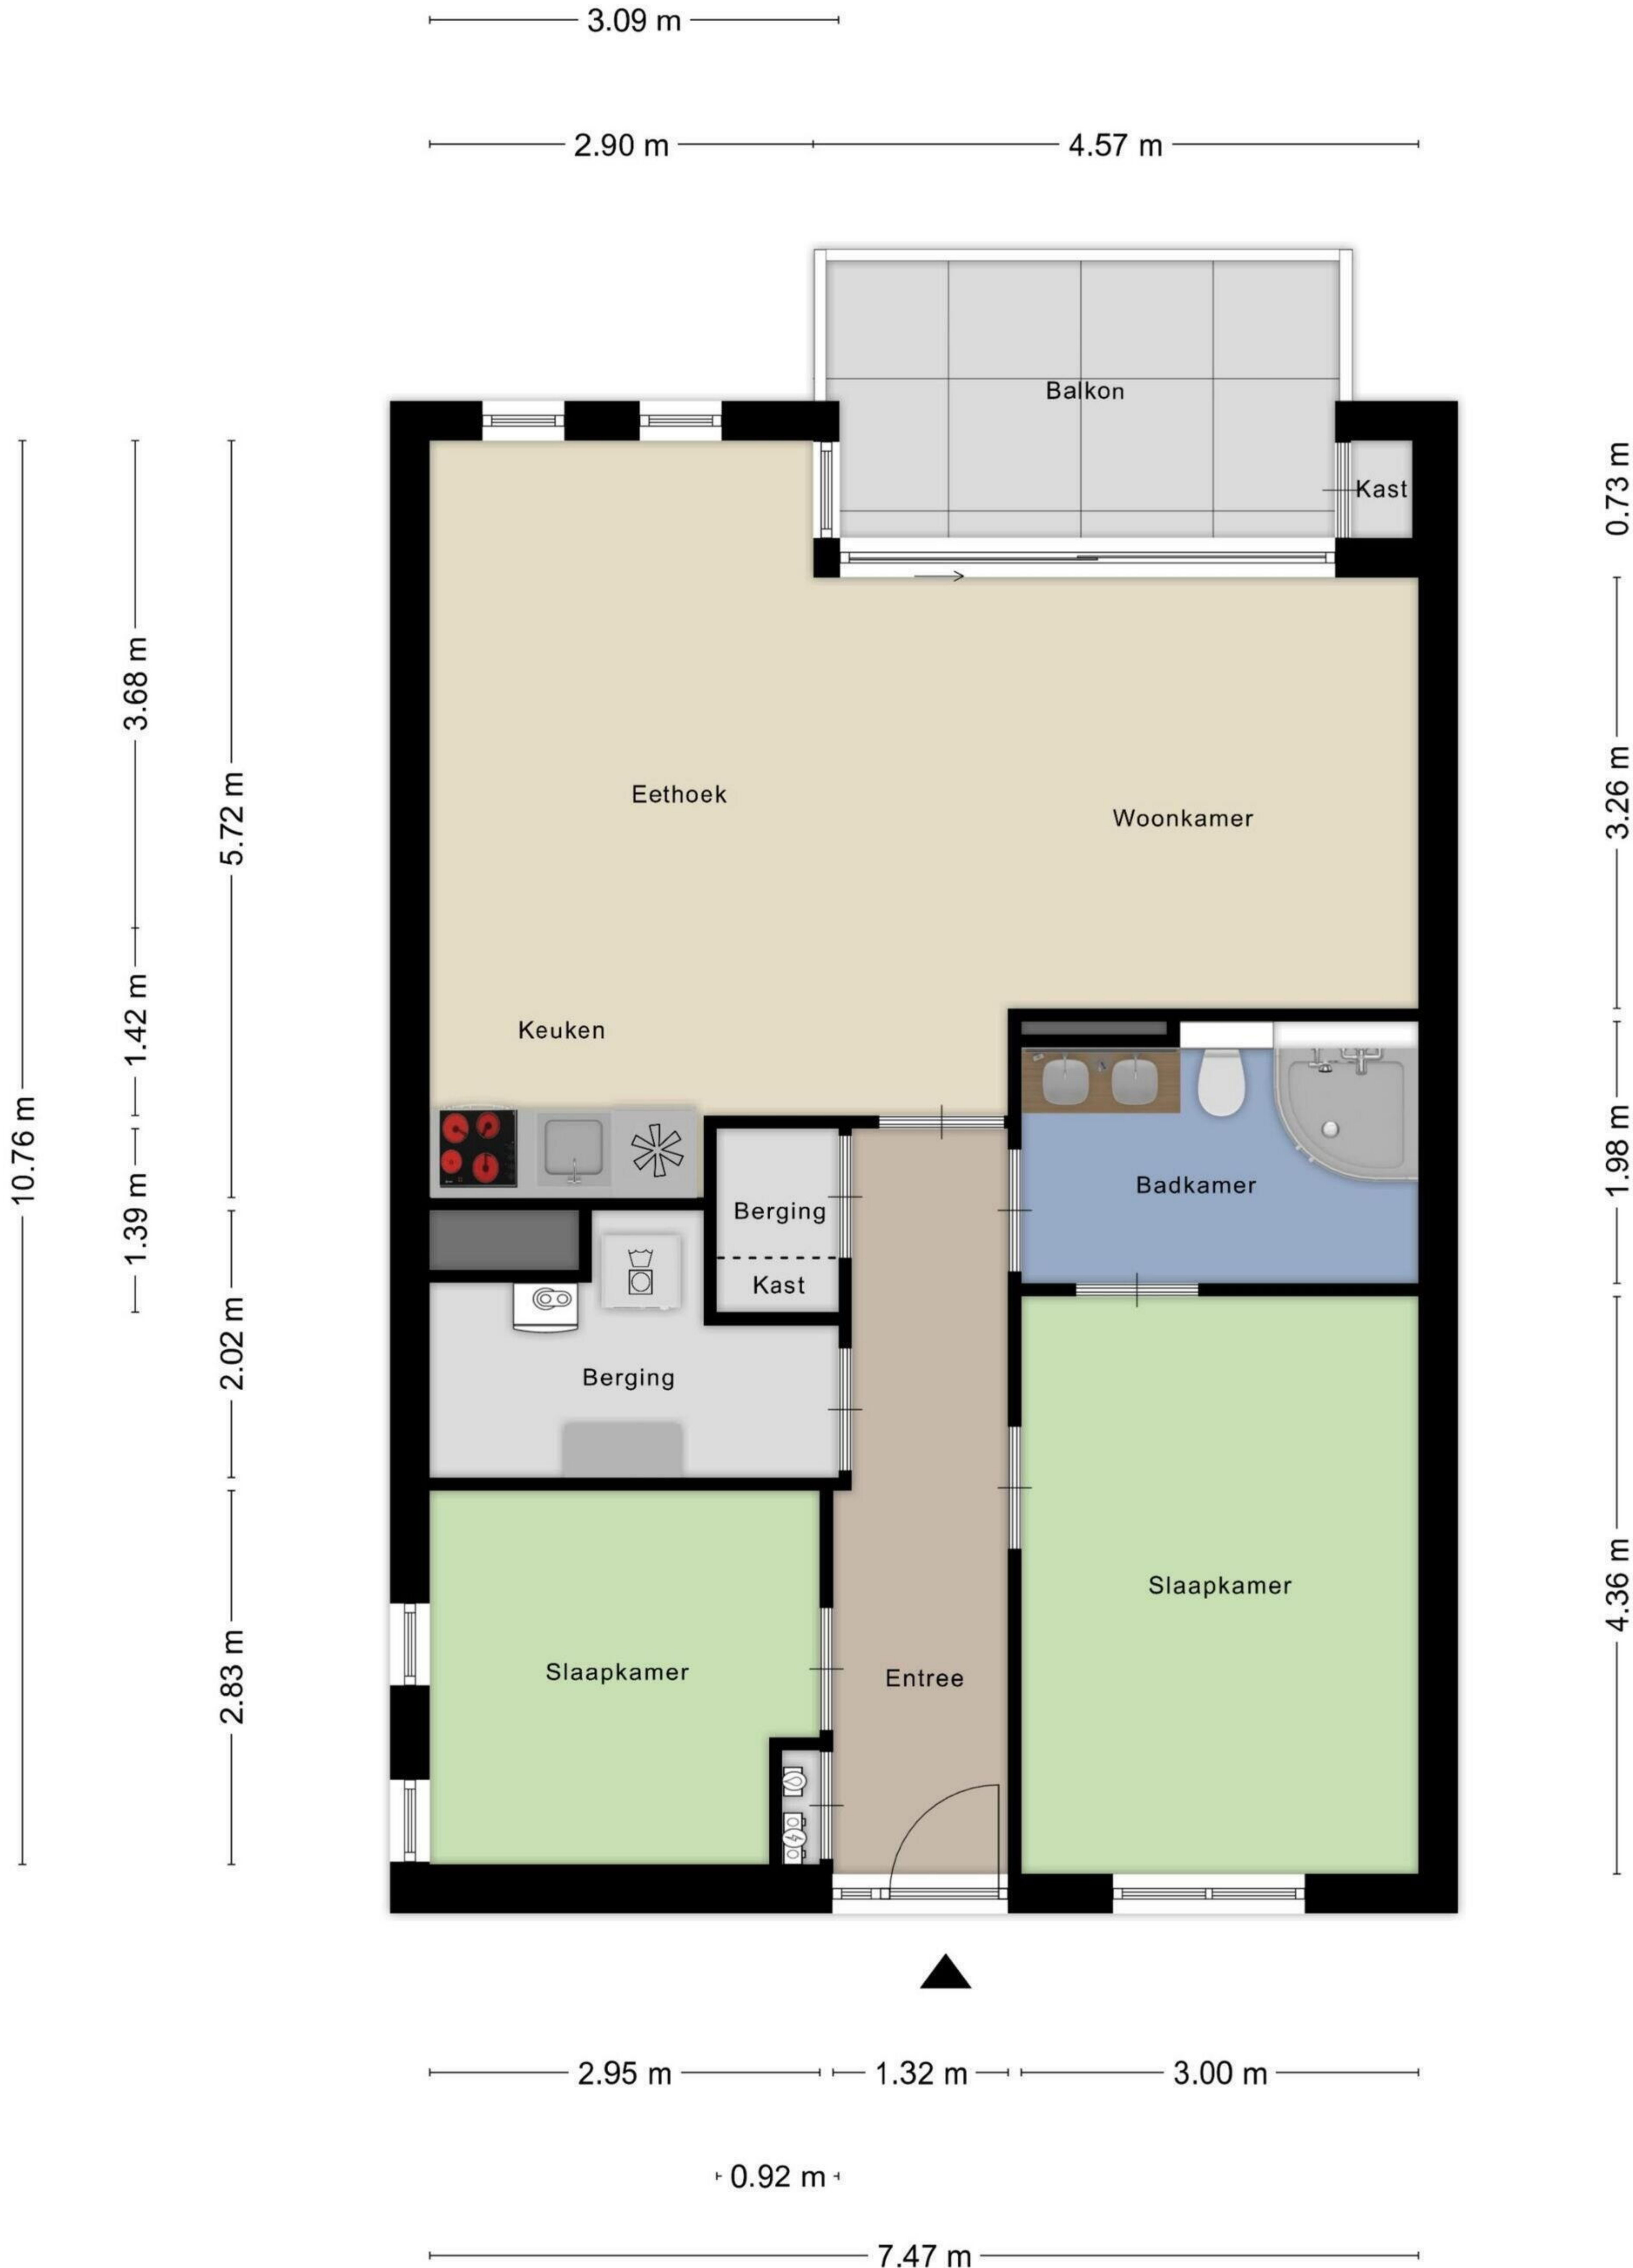 3.09 m
2.90 m
4.57 m
Balkon
Kast
0.73 m
3.68 m
5.72 m
3.26 m
Eethoek
Woonkamer
Keuken
1.42 m
10.76 m
1.39 m
1.98 m
Badkamer
Berging
Kast
2.02 m
Berging
4.36 m
Slaapkamer
2.83 m
Slaapkamer
Entree
2.95 m
1.32 m
3.00 m
0.92 m
7.47 m